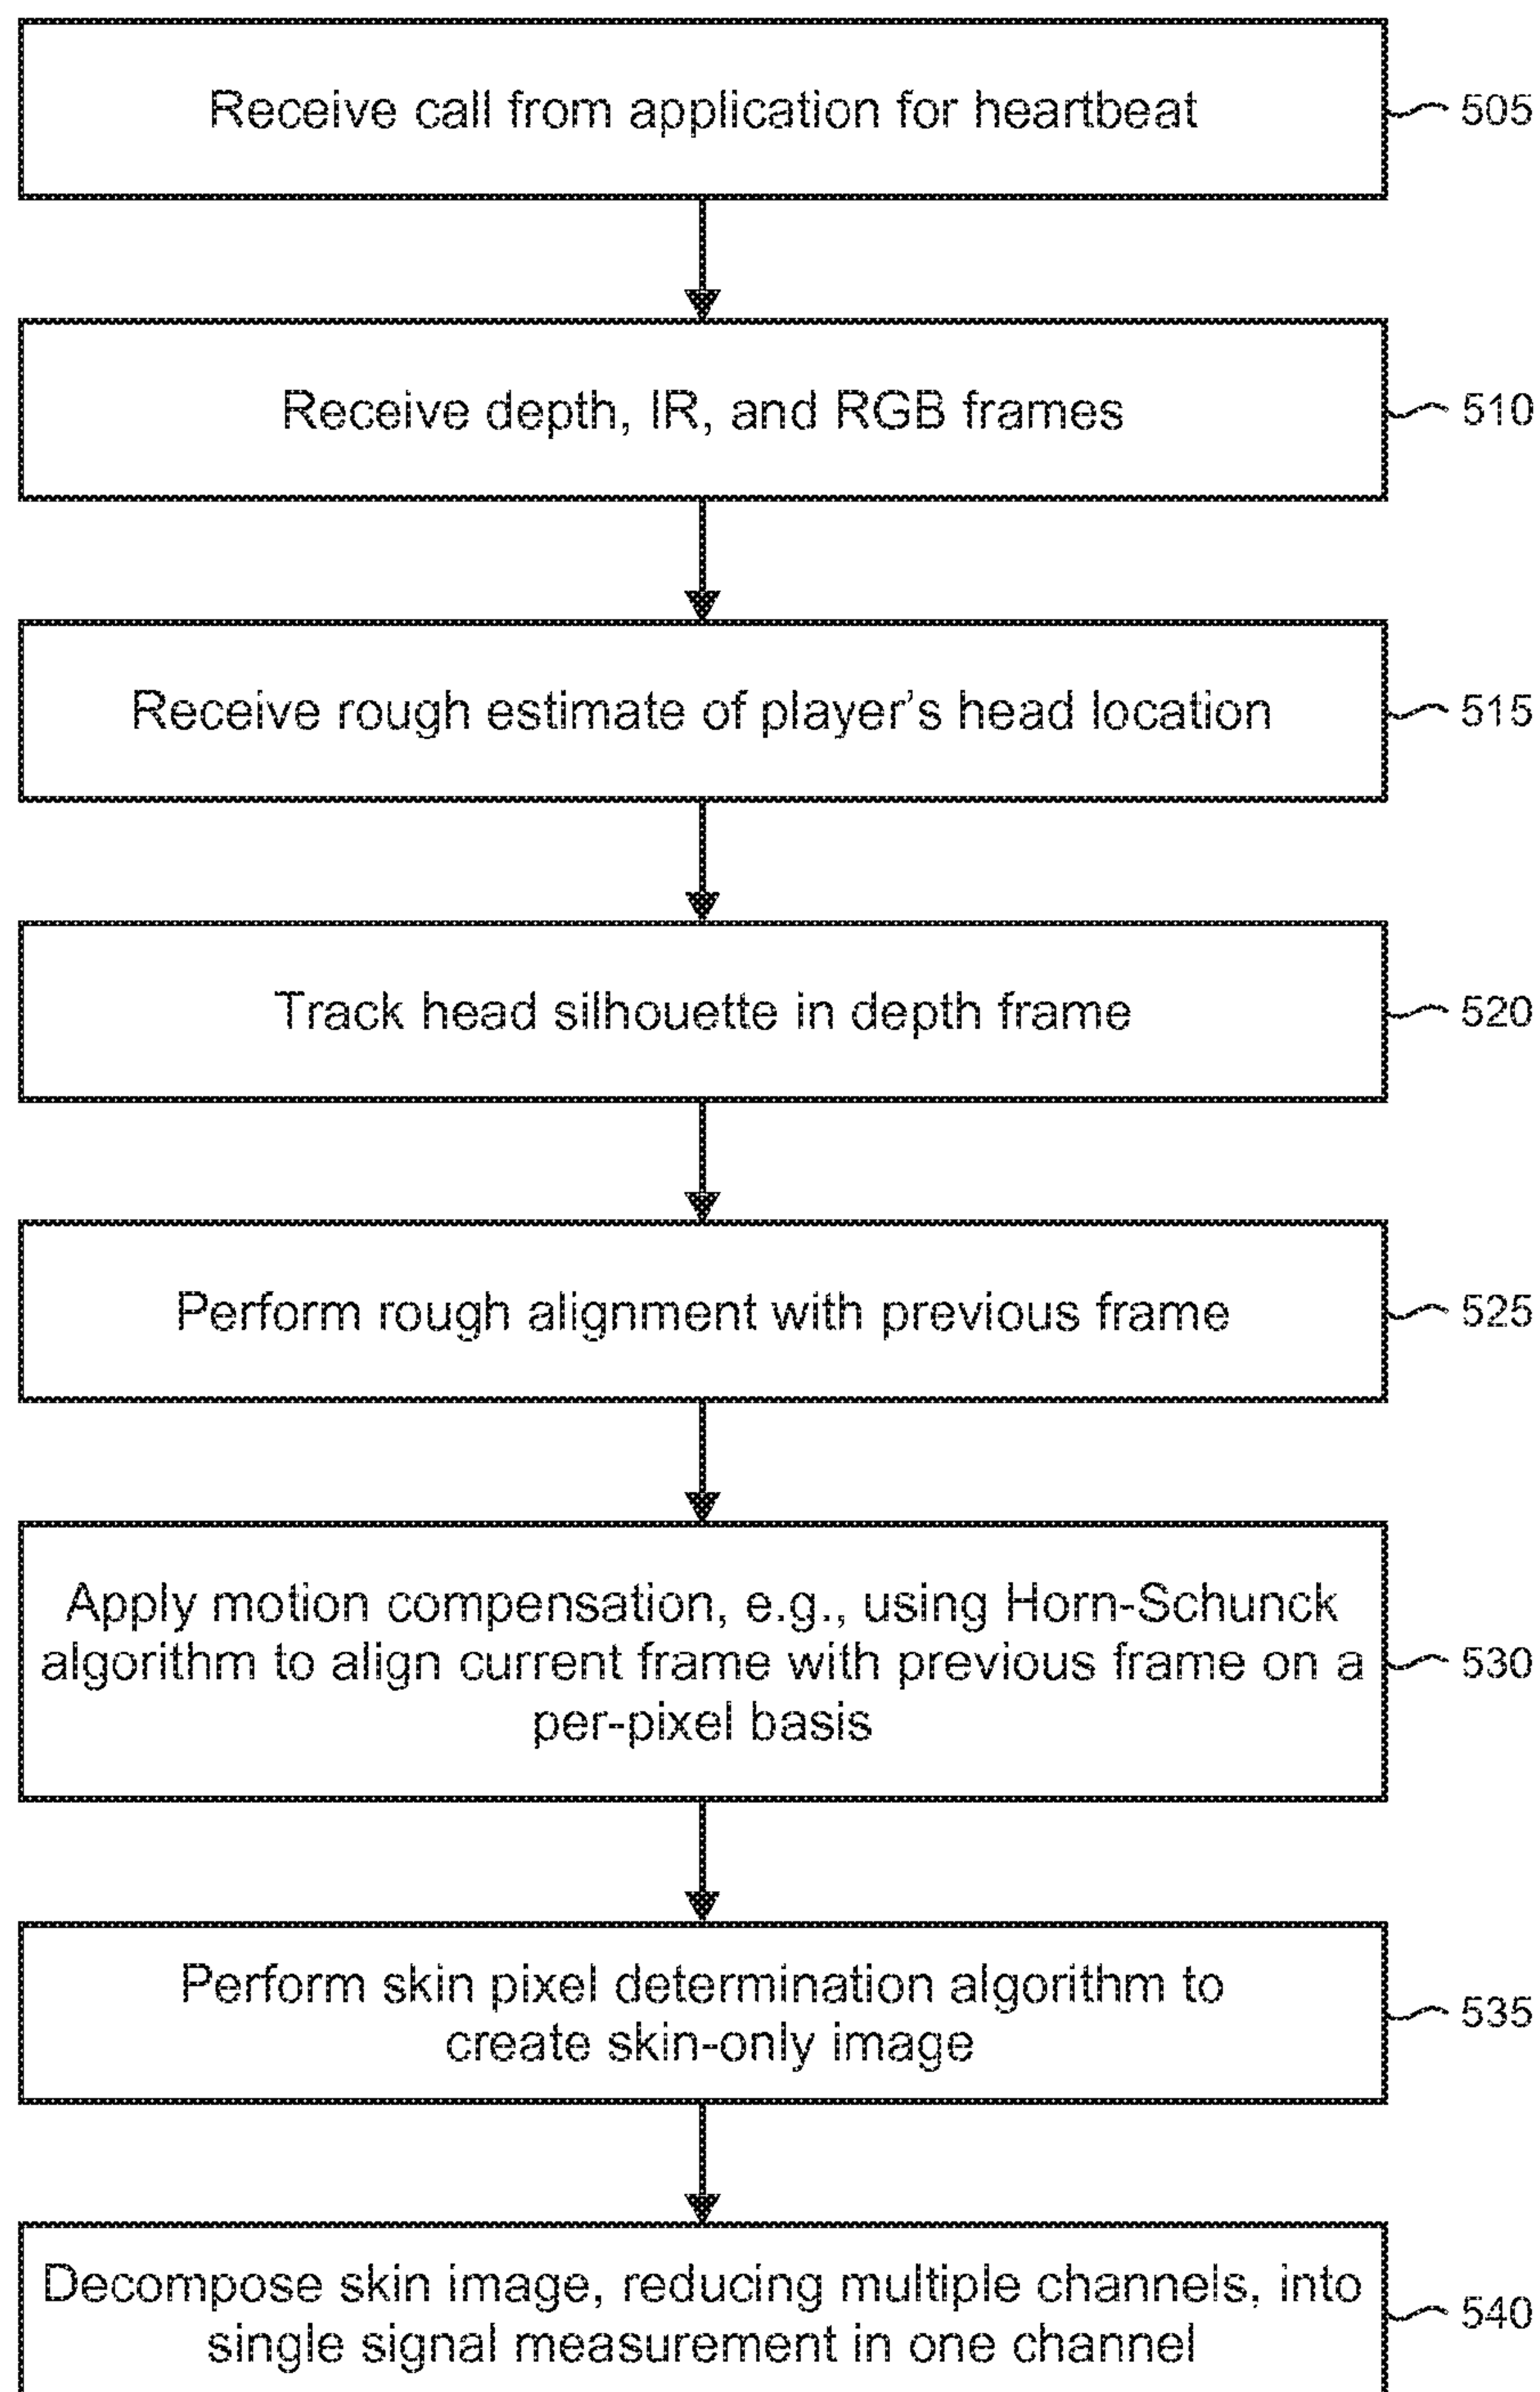 Receive call from application for heartbeat
505
Receive depth, IR, and RGB frames
510
Receive rough estimate of player's head location
515
Track head silhouette in depth frame
520
Perform rough alignment with previous frame
525
Apply motion compensation, e.g., using Horn-Schunck
algorithm to align current frame with previous frame on a
per-pixel basis
530
Perform skin pixel determination algorithm to
create skin-only image
535
Decompose skin image, reducing multiple channels, into
single signal measurement in one channel
540